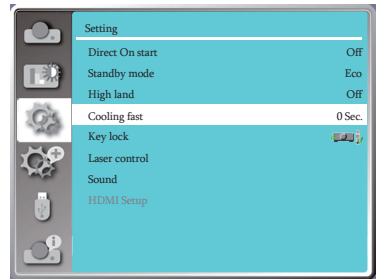 Setting
Direct On start Off
Standby mode Eco
High land Off
Cooling fast 0 Sec.
Key lock
Laser control
Sound
HDMI Setup